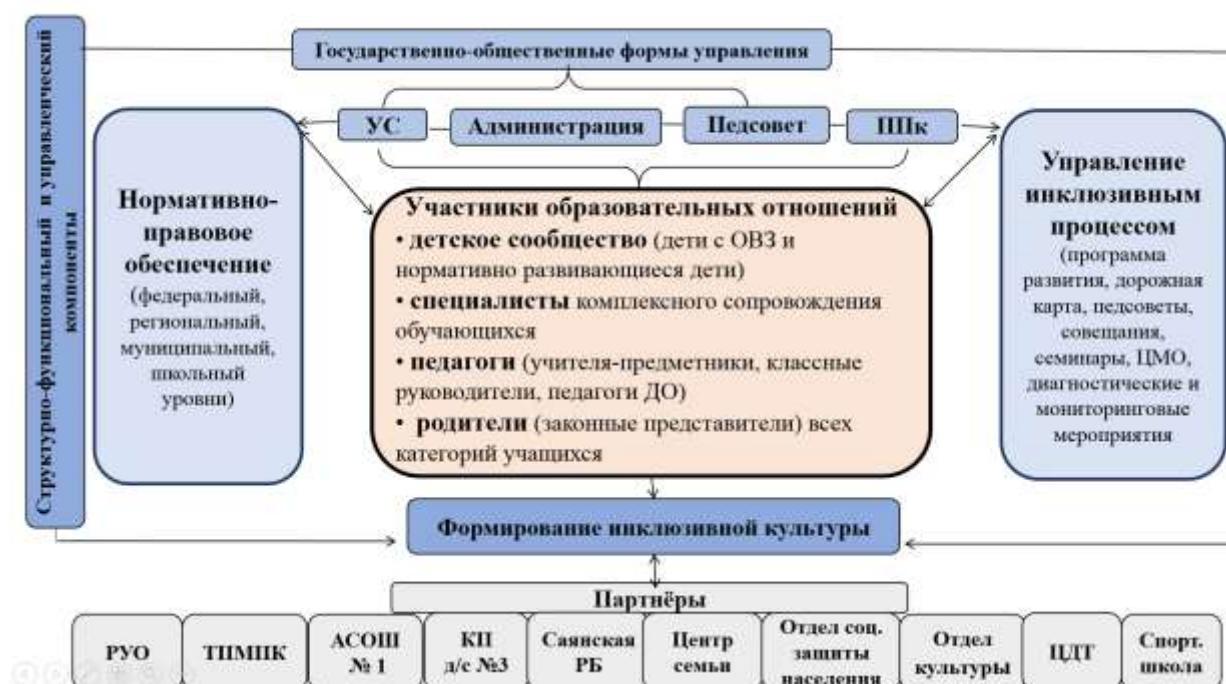 Структурно-функциональный и управленческий
компоненты
Государственно-общественные формы управления
УС
Администрация
Педсовет
ППк
Нормативно-
правовое
обеспечение
(федеральный,
региональный,
муниципальный,
школьный
уровни)
Участники образовательных отношений
• детское сообщество (дети с ОВЗ и
нормативно развивающиеся дети)
• специалисты комплексного сопровождения
обучающихся
• педагоги (учителя-предметники, классные
руководители, педагоги ДО)
• родители (законные представители) всех
категорий учащихся
Управление
инклюзивным
процессом
(программа
развития, дорожная
карта, педсоветы,
совещания,
семинары, ЦМО,
диагностические и
мониторинговые
мероприятия
Формирование инклюзивной культуры
Партнёры
РУО
ТПМПК
АСОШ
№ 1
КП
д/с №3
Саянская
РБ
Центр
семьи
Отдел соц.
защиты
населения
Отдел
культуры
ЦДТ
Спорт.
школа